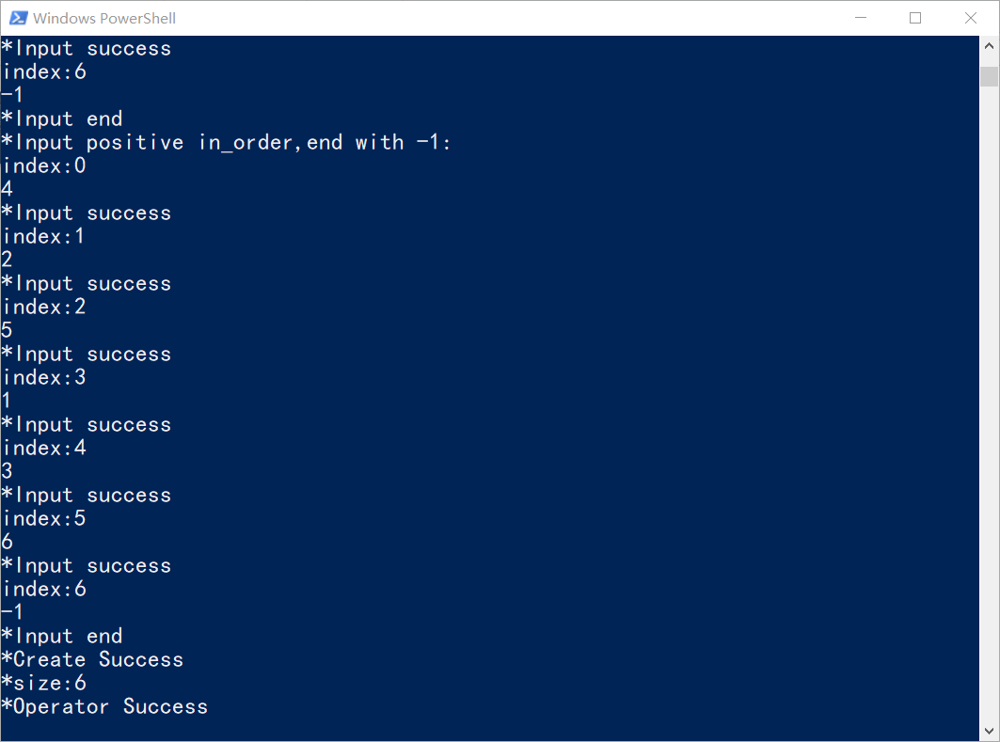 Windows PowerShell
*Input success
index:6
-1
*Input end
*Input positive in_order,end with -1:
index:0
4
*Input success
index:1
2
*Input success
index:2
5
*Input success
index:3
1
*Input success
index:4
3
*Input success
index:5
6
*Input success
index:6
-1
*Input end
*Create Success
*size:6
*Operator Success